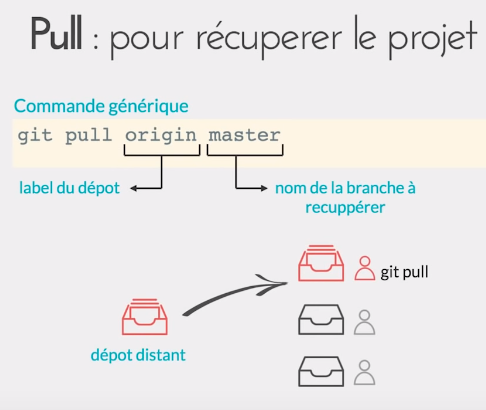 Pull : pour récuperer le projet
Commande générique
git pull origin master
label du dépot
nom de la branche à
recuppérer
git pull
dépot distant